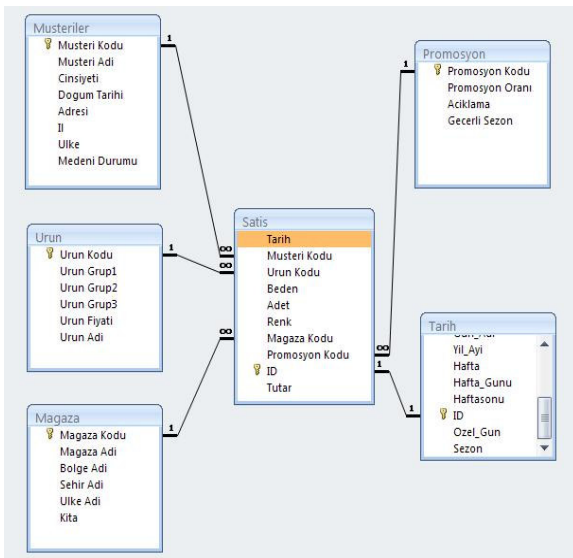 Musteriler
Musteri Kodu
Musteri Adi
Cinsiyeti
Dogum Tarihi
Adresi
Il
Ulke
Medeni Durumu
1
Promosyon
Promosyon Kodu
Promosyon Oranı
Aciklama
Gecerli Sezon
1
Urun
Urun Kodu
Urun Grup1
Urun Grup2
Urun Grup3
Urun Fiyati
Urun Adi
1
Satis
Tarih
Musteri Kodu
Urun Kodu
Beden
Adet
Renk
Magaza Kodu
Promosyon Kodu
ID
Tutar
∞
∞
∞
∞
1
Tarih
Yil_Ayi
Hafta
Hafta_Gunu
Haftasonu
ID
Ozel_Gun
Sezon
1
Magaza
Magaza Kodu
Magaza Adi
Bolge Adi
Sehir Adi
Ulke Adi
Kita
1